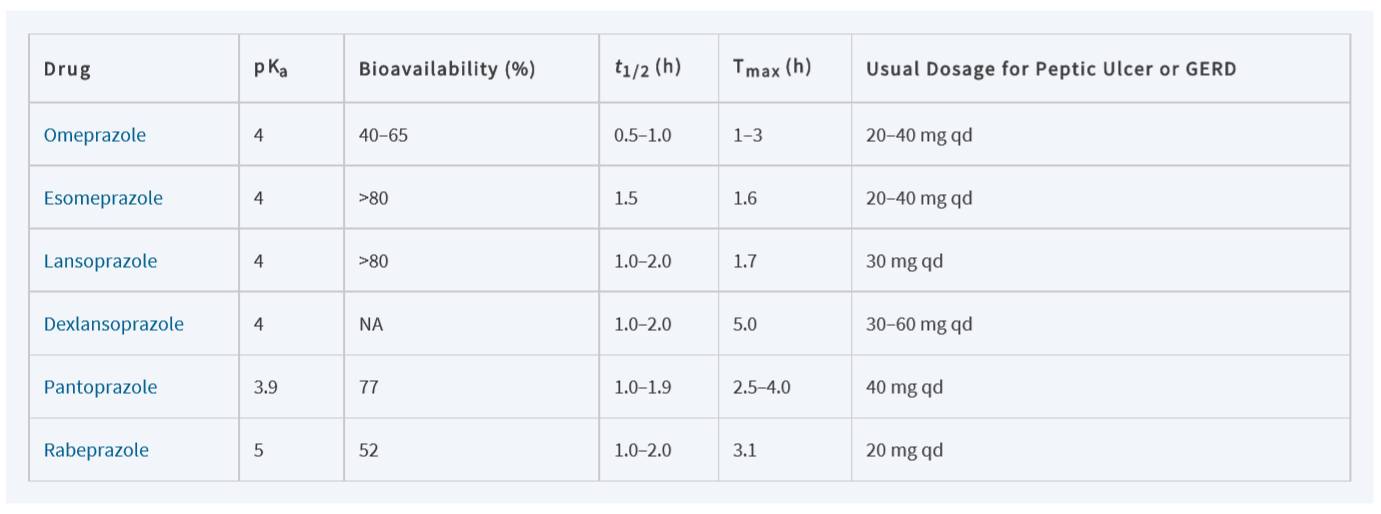 Drug pKa Bioavailability (%) t1/2 (h) Tmax (h) Usual Dosage for Peptic Ulcer or GERD
Omeprazole 4 40–65 0.5–1.0 1–3 20–40 mg qd
Esomeprazole 4 >80 1.5 1.6 20–40 mg qd
Lansoprazole 4 >80 1.0–2.0 1.7 30 mg qd
Dexlansoprazole 4 NA 1.0–2.0 5.0 30–60 mg qd
Pantoprazole 3.9 77 1.0–1.9 2.5–4.0 40 mg qd
Rabeprazole 5 52 1.0–2.0 3.1 20 mg qd